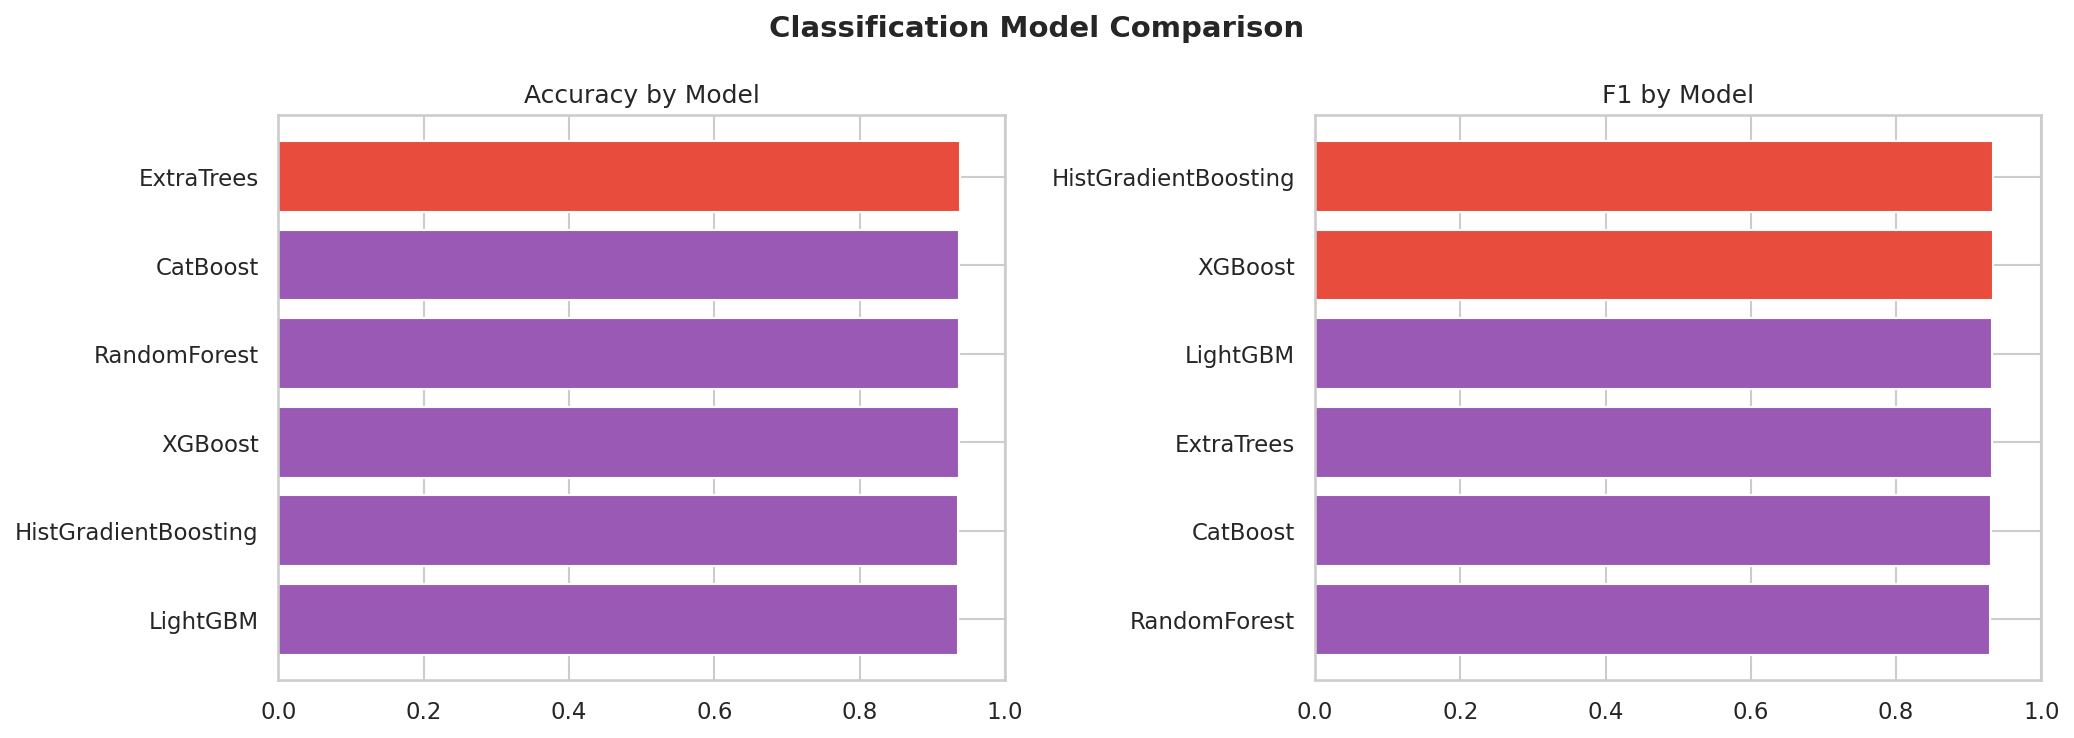 Classification Model Comparison
Accuracy by Model
ExtraTrees
CatBoost
RandomForest
XGBoost
HistGradientBoosting
LightGBM
0.0 0.2 0.4 0.6 0.8 1.0
F1 by Model
HistGradientBoosting
XGBoost
LightGBM
ExtraTrees
CatBoost
RandomForest
0.0 0.2 0.4 0.6 0.8 1.0